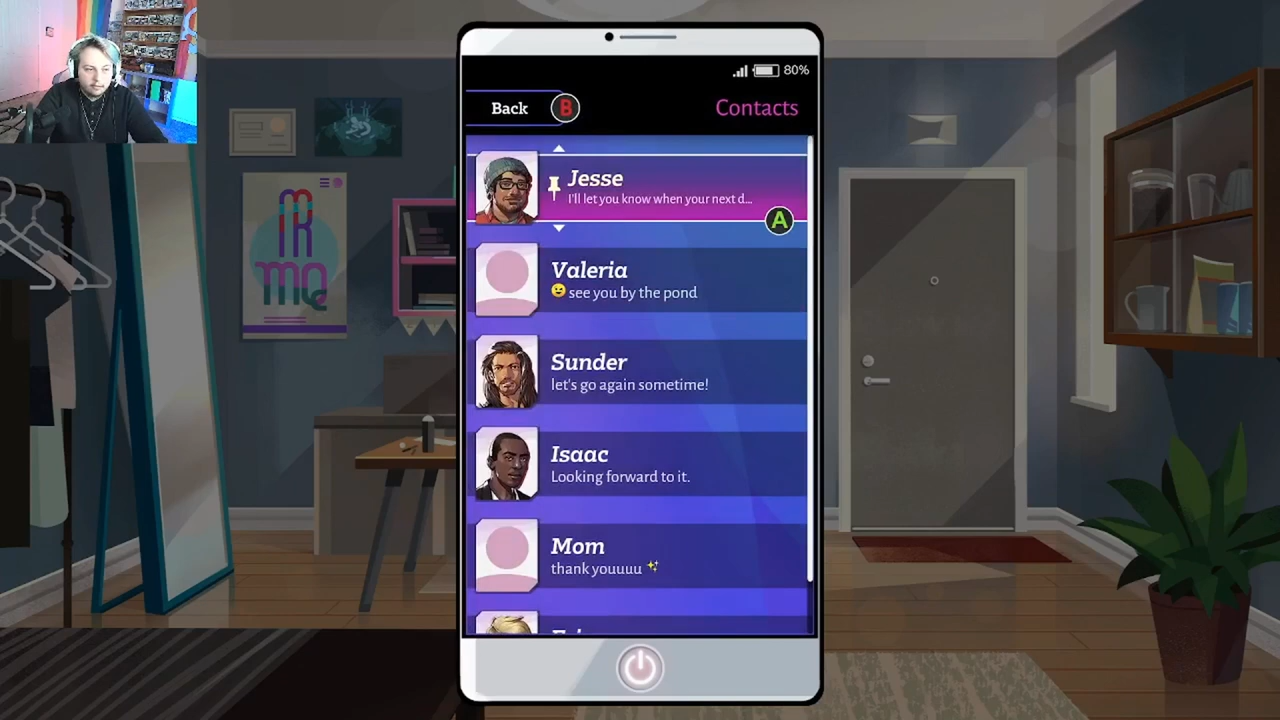 80%
Back B
Contacts
Jesse
I'll let you know when your next d...
A
Valeria
see you by the pond
Sunder
let's go again sometime!
Isaac
Looking forward to it.
Mom
thank youuuu